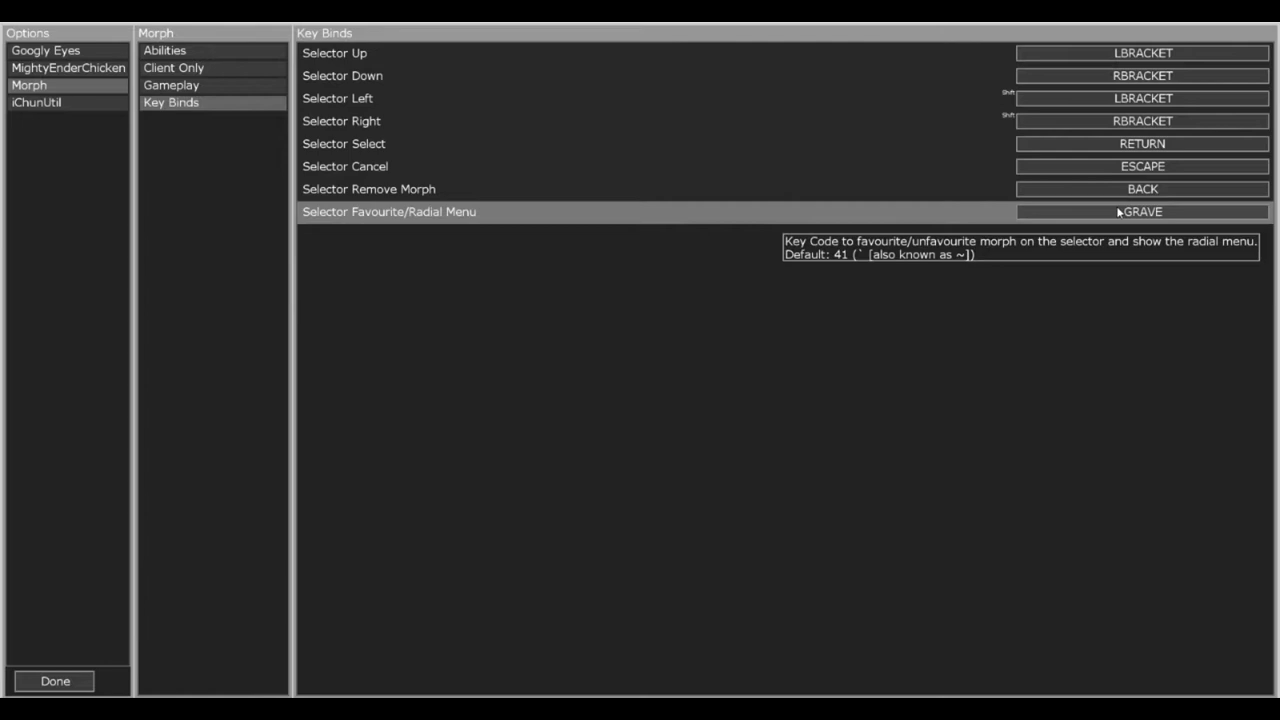 Options
Googly Eyes
MightyEnderChicken
Morph
iChunUtil
Done
Morph
Abilities
Client Only
Gameplay
Key Binds
Key Binds
Selector Up LBRACKET
Selector Down RBRACKET
Selector Left Shift LBRACKET
Selector Right Shift RBRACKET
Selector Select RETURN
Selector Cancel ESCAPE
Selector Remove Morph BACK
Selector Favourite/Radial Menu GRAVE
Key Code to favourite/unfavourite morph on the selector and show the radial menu.
Default: 41 (` [also known as ~])